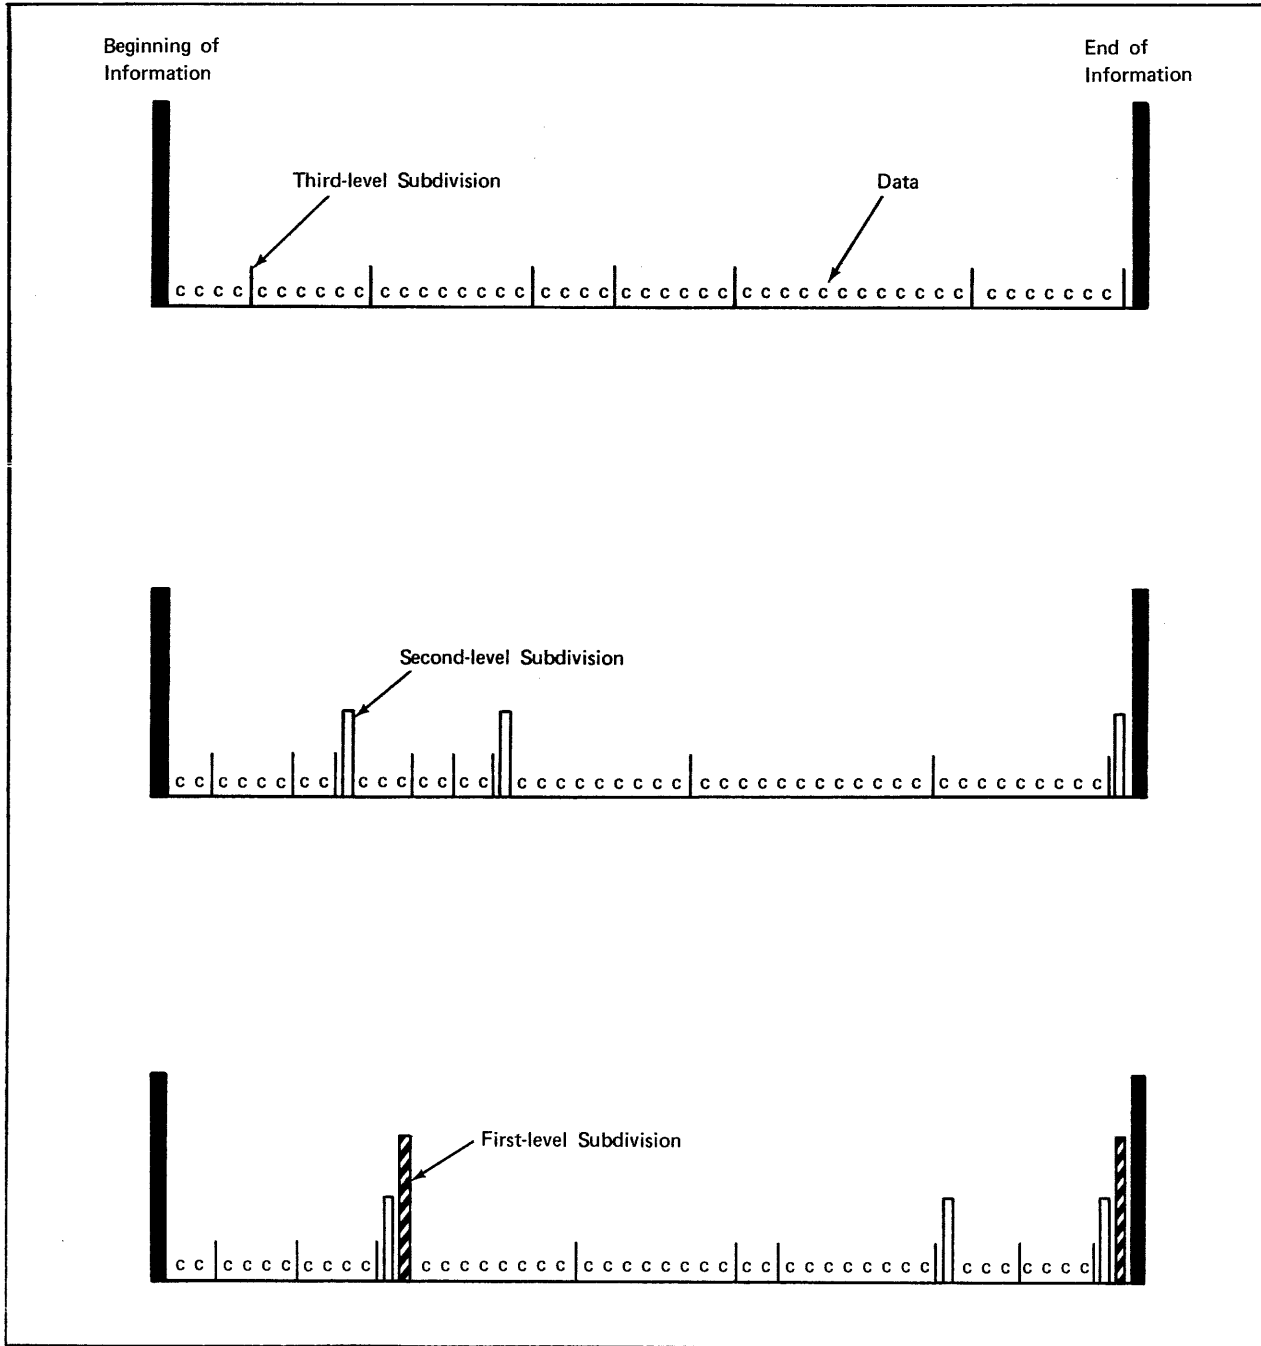 Beginning of
Information
End of
Information
Third-level Subdivision
Data
c c c c c c c c c c c c c c c c c c c c c c c c c c c c c c c c c c c c c c c c c c c c c c c
Second-level Subdivision
c c c c c c c c c c c c c c c c c c c c c c c c c c c c c c c c c c c c c c c c c c c c c
First-level Subdivision
c c c c c c c c c c c c c c c c c c c c c c c c c c c c c c c c c c c c c c c c c c c